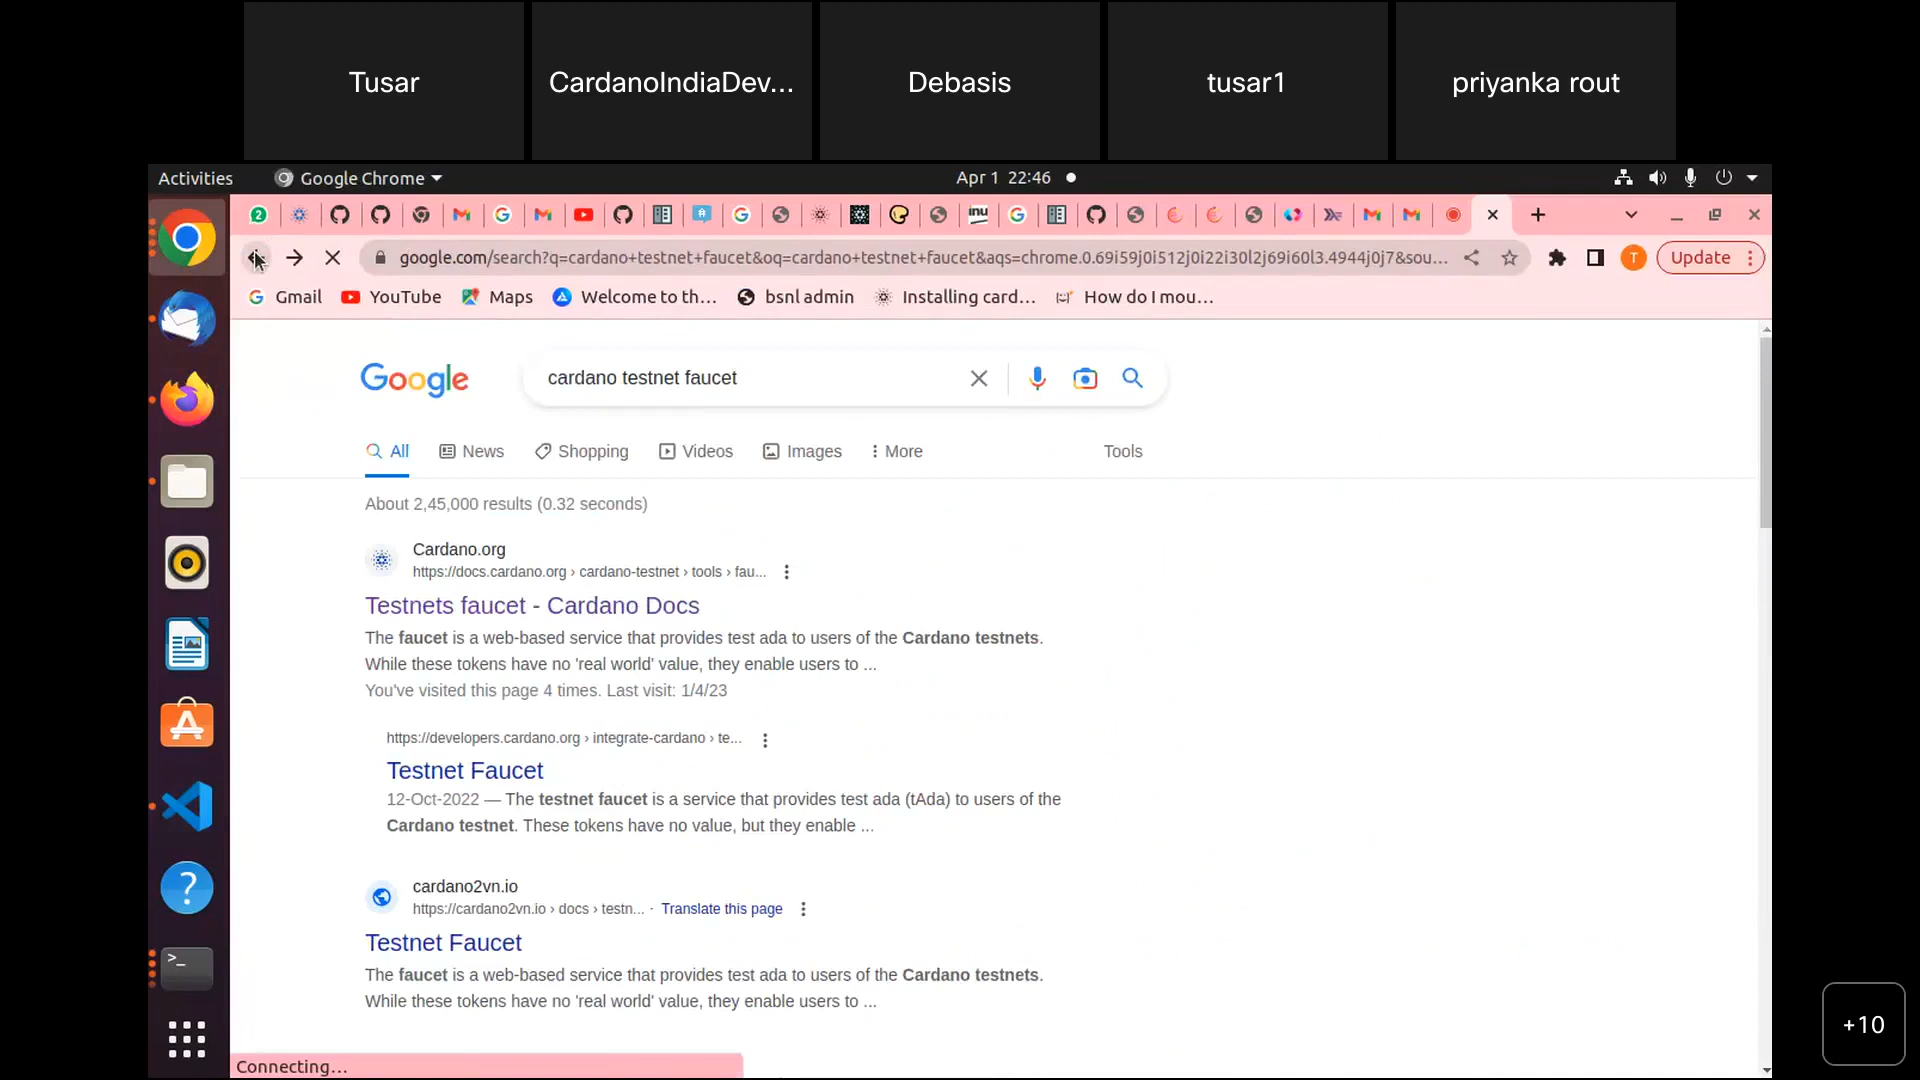 Tusar
CardanoIndiaDev...
Debasis
tusar1
priyanka rout
Activities
Google Chrome
Apr 1 22:46
google.com/search?q=cardano+testnet+faucet&oq=cardano+testnet+faucet&aqs=chrome.0.69i59j0i512j0i22i30l2j69i60l3.4944j0j7&sou...
T
Update
Gmail
YouTube
Maps
Welcome to th...
bsnl admin
Installing card...
How do I mou...
Google
cardano testnet faucet
All
News
Shopping
Videos
Images
More
Tools
About 2,45,000 results (0.32 seconds)
Cardano.org
https://docs.cardano.org › cardano-testnet › tools › fau...
Testnets faucet - Cardano Docs
The faucet is a web-based service that provides test ada to users of the Cardano testnets.
While these tokens have no 'real world' value, they enable users to ...
You've visited this page 4 times. Last visit: 1/4/23
https://developers.cardano.org › integrate-cardano › te...
Testnet Faucet
12-Oct-2022 — The testnet faucet is a service that provides test ada (tAda) to users of the
Cardano testnet. These tokens have no value, but they enable ...
cardano2vn.io
https://cardano2vn.io › docs › testn... · Translate this page
Testnet Faucet
The faucet is a web-based service that provides test ada to users of the Cardano testnets.
While these tokens have no 'real world' value, they enable users to ...
Connecting...
+10